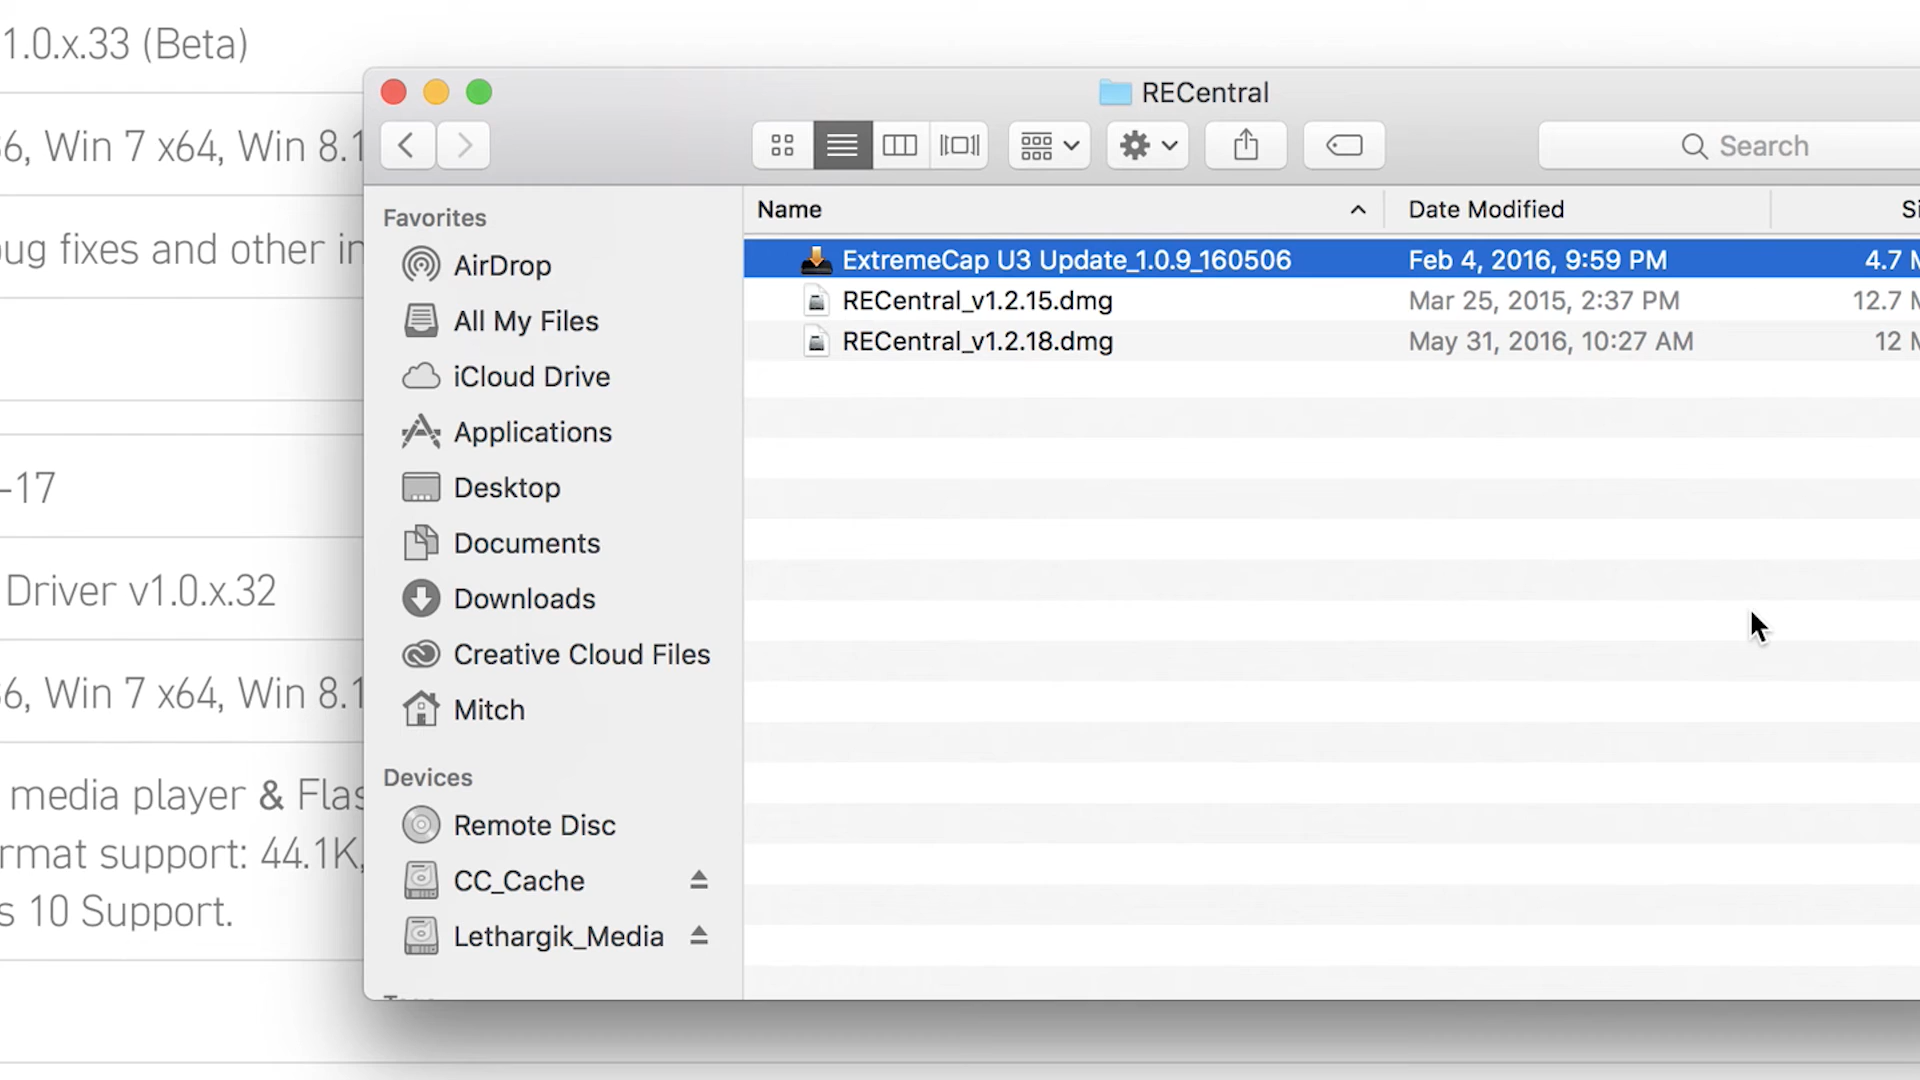 1.0.x.33 (Beta)
6, Win 7 x64, Win 8.1
ug fixes and other in
-17
Driver v1.0.x.32
6, Win 7 x64, Win 8.1
media player & Flas
rmat support: 44.1K,
s 10 Support.
RECentral
Search
Favorites
AirDrop
All My Files
iCloud Drive
Applications
Desktop
Documents
Downloads
Creative Cloud Files
Mitch
Devices
Remote Disc
CC_Cache
Lethargik_Media
Name Date Modified Si
ExtremeCap U3 Update_1.0.9_160506 Feb 4, 2016, 9:59 PM 4.7 M
RECentral_v1.2.15.dmg Mar 25, 2015, 2:37 PM 12.7 M
RECentral_v1.2.18.dmg May 31, 2016, 10:27 AM 12 M